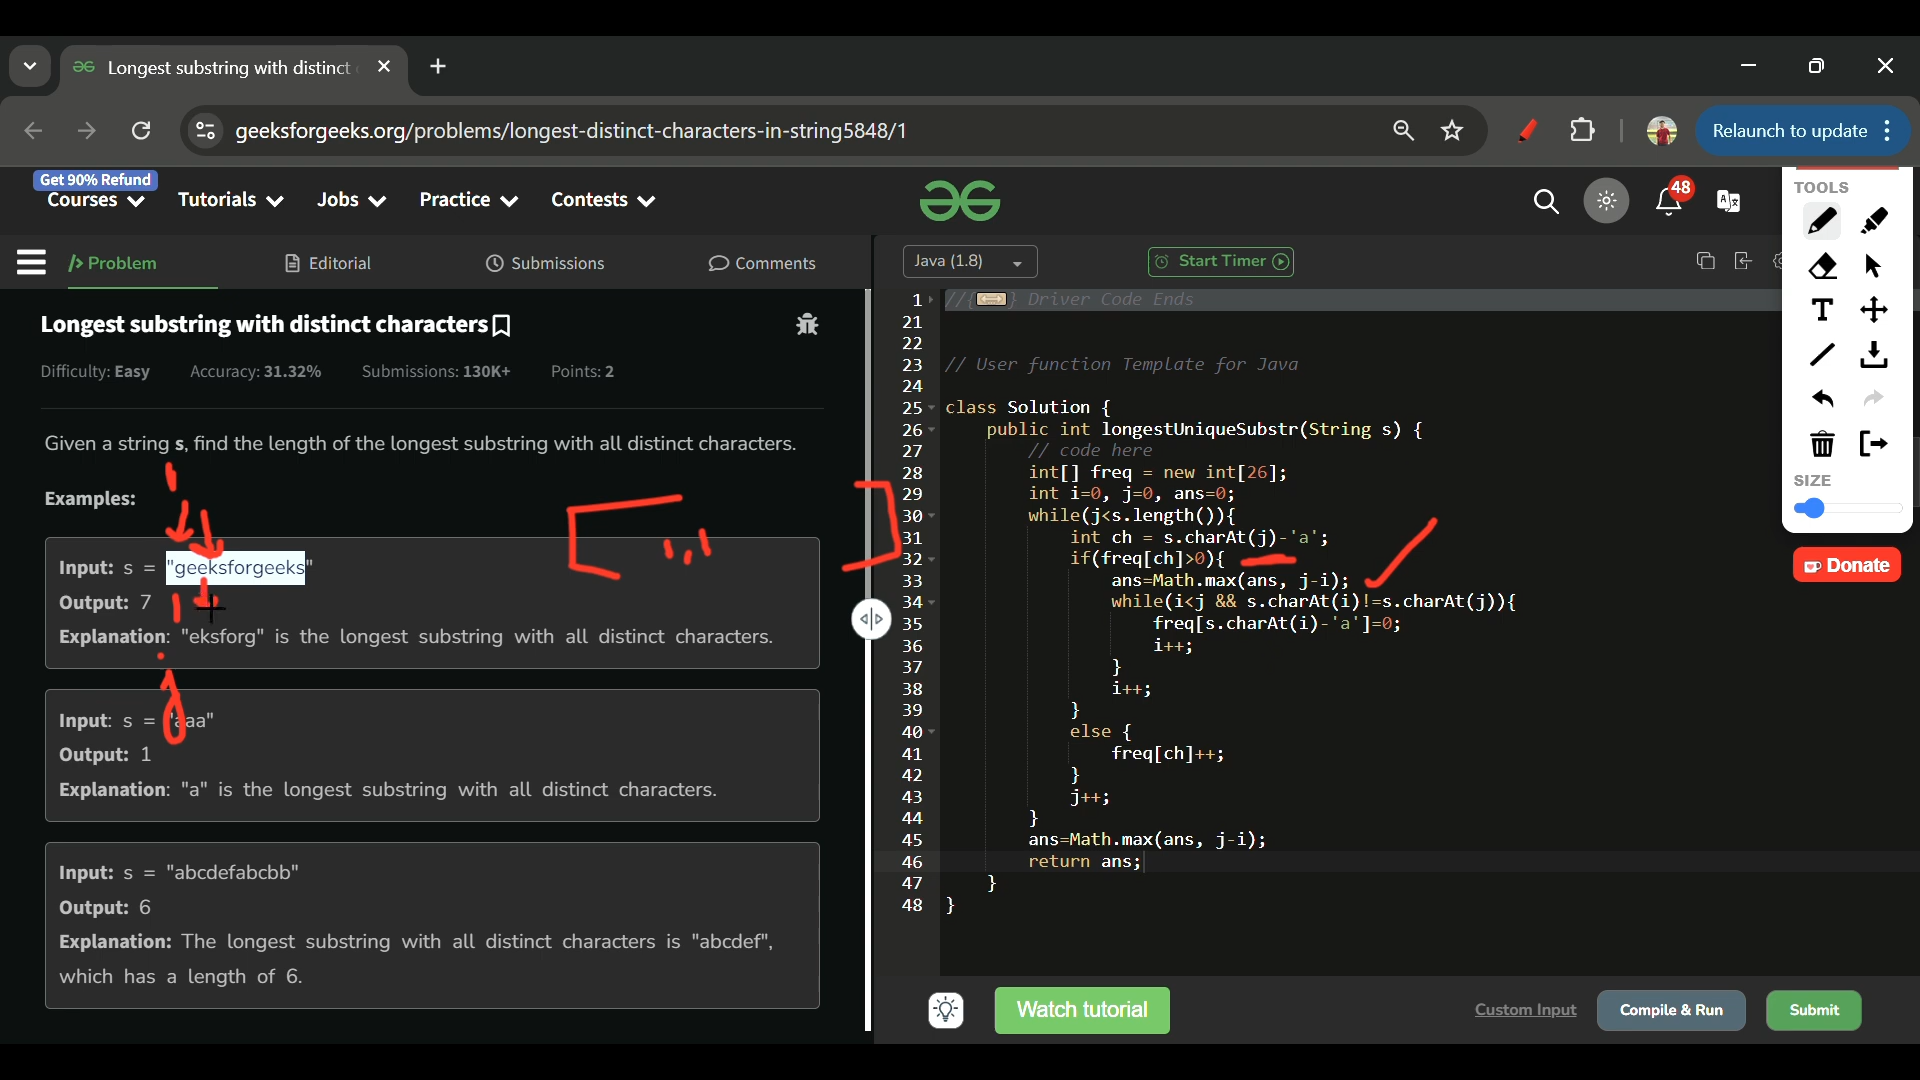 Longest substring with distinct
geeksforgeeks.org/problems/longest-distinct-characters-in-string5848/1
Relaunch to update
Get 90% Refund
Courses
Tutorials
Jobs
Practice
Contests
48
TOOLS
Problem
Editorial
Submissions
Comments
Java (1.8)
Start Timer
Longest substring with distinct characters
Difficulty: Easy
Accuracy: 31.32%
Submissions: 130K+
Points: 2
Given a string s, find the length of the longest substring with all distinct characters.
Examples:
Input: s = "geeksforgeeks"
Output: 7
Explanation: "eksforg" is the longest substring with all distinct characters.
Input: s = "aaa"
Output: 1
Explanation: "a" is the longest substring with all distinct characters.
Input: s = "abcdefabcbb"
Output: 6
Explanation: The longest substring with all distinct characters is "abcdef",
which has a length of 6.
1 //{ } Driver Code Ends
21
22
23 // User function Template for Java
24
25 class Solution {
26 public int longestUniqueSubstr(String s) {
27 // code here
28 int[] freq = new int[26];
29 int i=0, j=0, ans=0;
30 while(j<s.length()){
31 int ch = s.charAt(j)-'a';
32 if(freq[ch]>0){
33 ans=Math.max(ans, j-i);
34 while(i<j && s.charAt(i)!=s.charAt(j)){
35 freq[s.charAt(i)-'a']=0;
36 i++;
37 }
38 i++;
39 }
40 else {
41 freq[ch]++;
42 }
43 j++;
44 }
45 ans=Math.max(ans, j-i);
46 return ans;
47 }
48 }
SIZE
Donate
Watch tutorial
Custom Input
Compile & Run
Submit